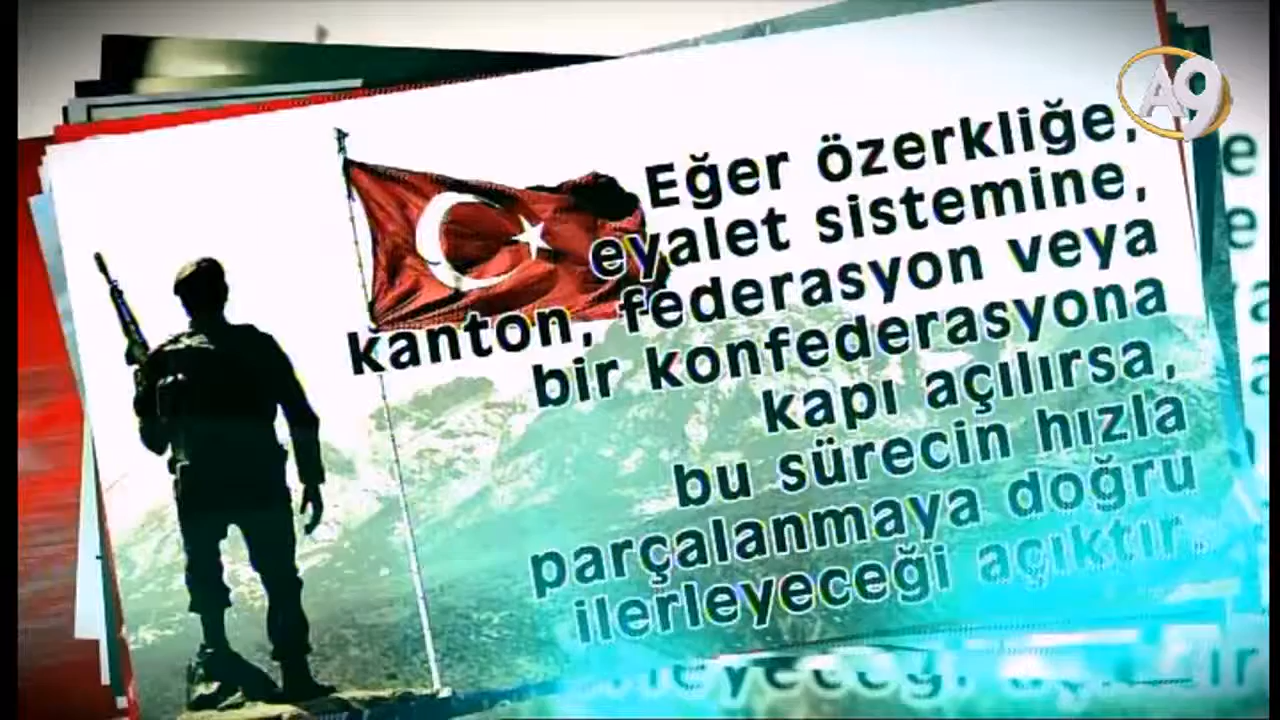 A9
Eğer özerkliğe,
eyalet sistemine,
kanton, federasyon veya
bir konfederasyona
kapı açılırsa,
bu sürecin hızla
parçalanmaya doğru
ilerleyeceği açıktır.